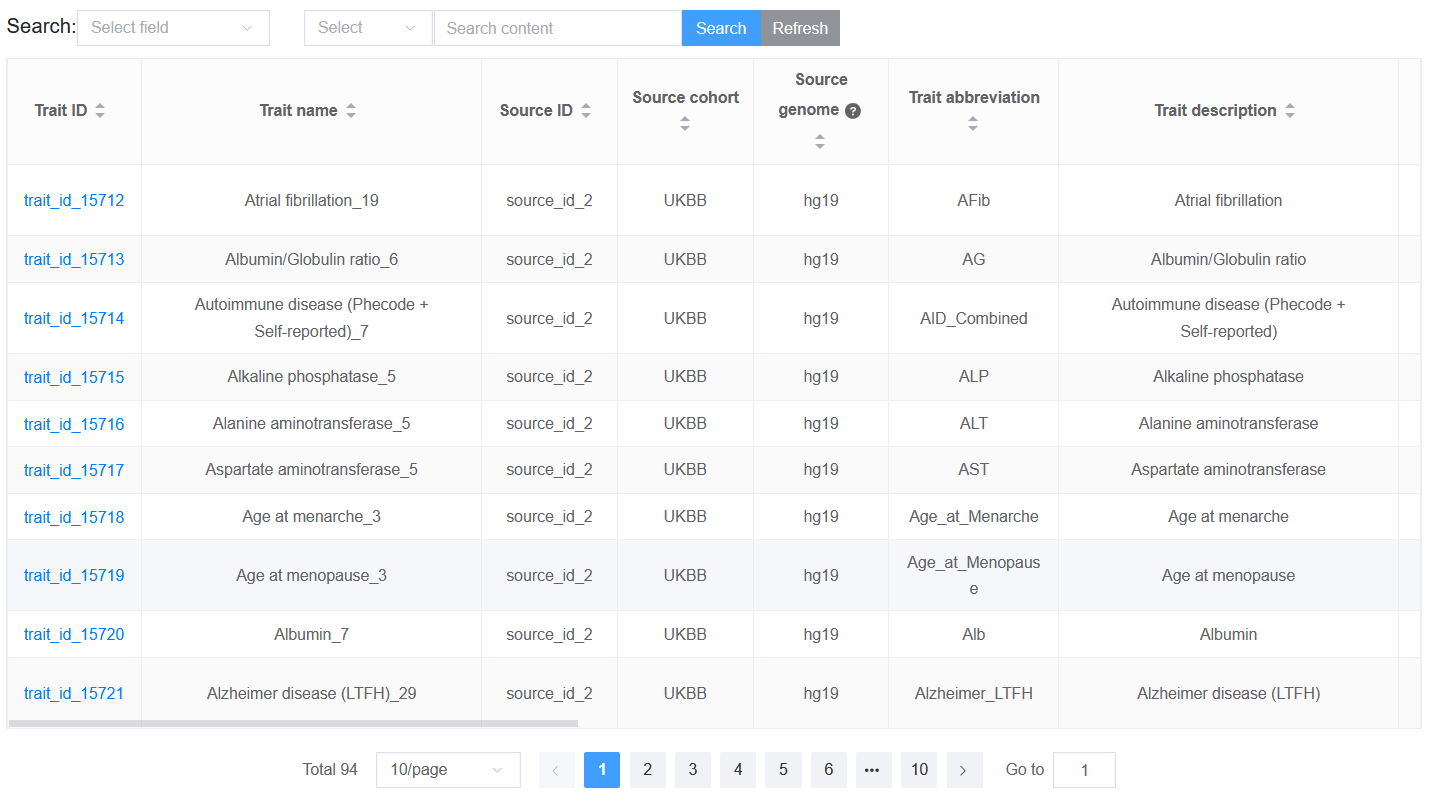 Search: Select field Select Search content Search Refresh
Trait ID Trait name Source ID Source cohort Source genome ? Trait abbreviation Trait description
trait_id_15712 Atrial fibrillation_19 source_id_2 UKBB hg19 AFib Atrial fibrillation
trait_id_15713 Albumin/Globulin ratio_6 source_id_2 UKBB hg19 AG Albumin/Globulin ratio
trait_id_15714 Autoimmune disease (Phecode + Self-reported)_7 source_id_2 UKBB hg19 AID_Combined Autoimmune disease (Phecode + Self-reported)
trait_id_15715 Alkaline phosphatase_5 source_id_2 UKBB hg19 ALP Alkaline phosphatase
trait_id_15716 Alanine aminotransferase_5 source_id_2 UKBB hg19 ALT Alanine aminotransferase
trait_id_15717 Aspartate aminotransferase_5 source_id_2 UKBB hg19 AST Aspartate aminotransferase
trait_id_15718 Age at menarche_3 source_id_2 UKBB hg19 Age_at_Menarche Age at menarche
trait_id_15719 Age at menopause_3 source_id_2 UKBB hg19 Age_at_Menopause Age at menopause
trait_id_15720 Albumin_7 source_id_2 UKBB hg19 Alb Albumin
trait_id_15721 Alzheimer disease (LTFH)_29 source_id_2 UKBB hg19 Alzheimer_LTFH Alzheimer disease (LTFH)
Total 94 10/page 1 2 3 4 5 6 ••• 10 Go to 1